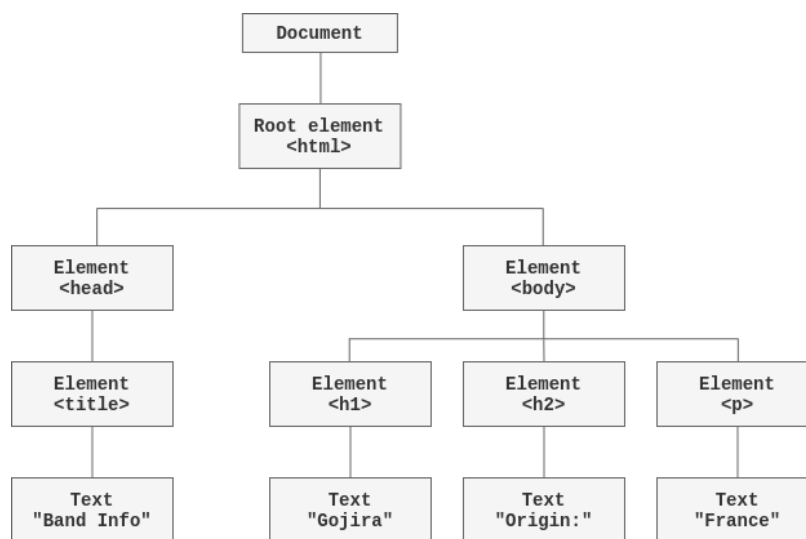 Document
Root element
<html>
Element
<head>
Element
<body>
Element
<title>
Element
<h1>
Element
<h2>
Element
<p>
Text
"Band Info"
Text
"Gojira"
Text
"Origin:"
Text
"France"